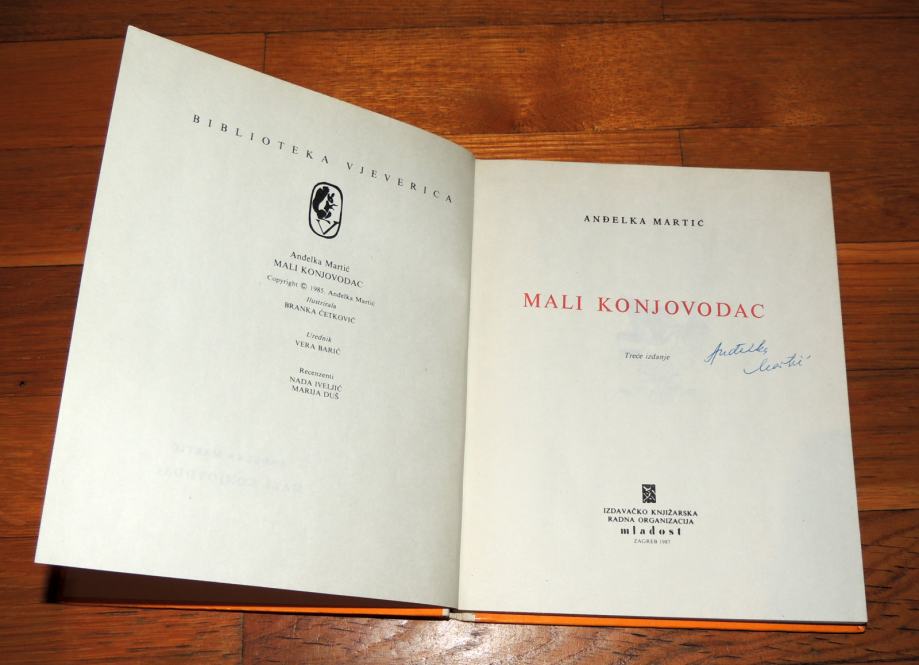 BIBLIOTEKA VJEVERICA
Anđelka Martić
MALI KONJOVODAC
Copyright © 1985. Anđelka Martić
Ilustrirala
BRANKA ČETKOVIĆ
Urednik
VERA BARIĆ
Recenzenti
NADA IVELJIĆ
MARIJA DUŠ
ANĐELKA MARTIĆ
MALI KONJOVODAC
Treće izdanje
Anđelka
Martić
IZDAVAČKO KNJIŽARSKA
RADNA ORGANIZACIJA
mladost
ZAGREB 1987